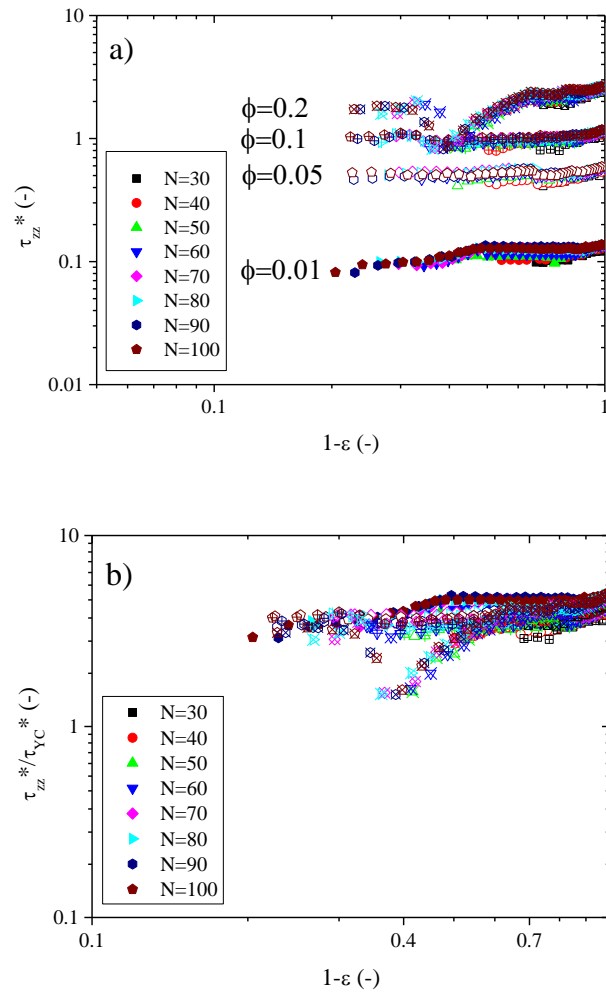 a)
10
1
0.1
0.01
τzz* (-)
ϕ=0.2
ϕ=0.1
ϕ=0.05
ϕ=0.01
N=30
N=40
N=50
N=60
N=70
N=80
N=90
N=100
0.1
1
1-ε (-)
b)
10
1
0.1
τzz*/τYC* (-)
N=30
N=40
N=50
N=60
N=70
N=80
N=90
N=100
0.1
0.4
0.7
1-ε (-)